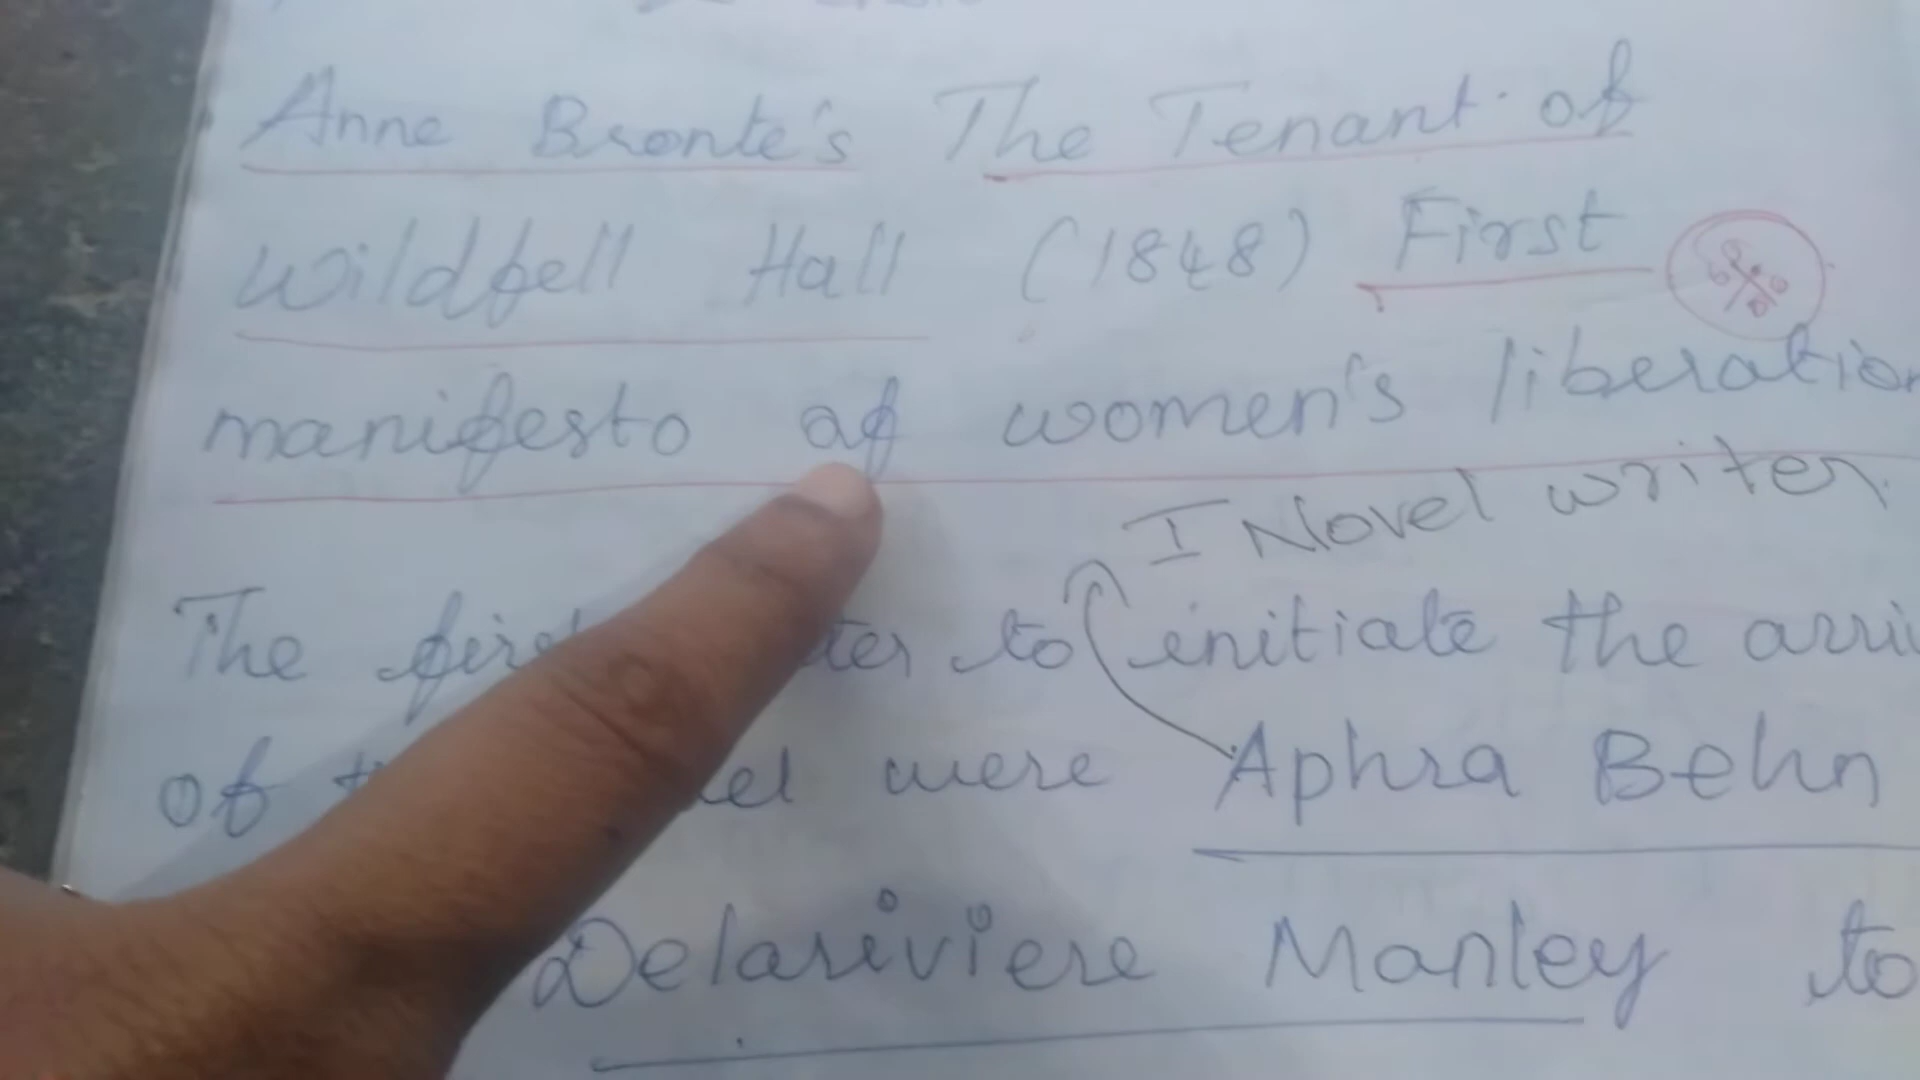 Anne Bronte's The Tenant of
Wildfell Hall (1848) First
manifesto of women's liberation
I Novel writer
The to initiate the
of were Aphra Behn
Delariviere Manley to